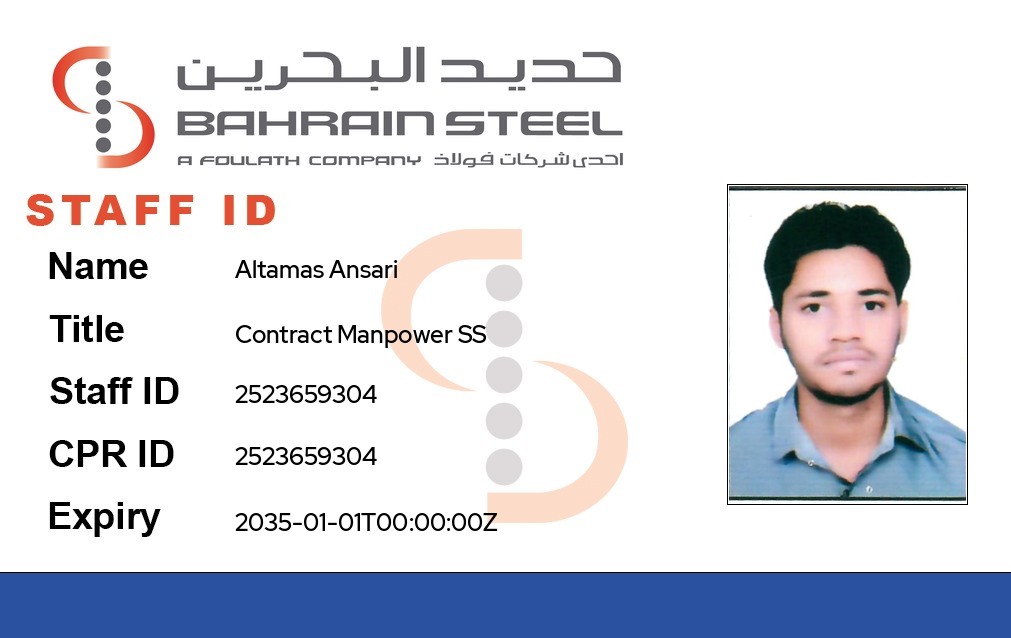 حديد البحرين
BAHRAIN STEEL
A FOULATH COMPANY احدى شركات فولاذ
STAFF ID
Name Altamas Ansari
Title Contract Manpower SS
Staff ID 2523659304
CPR ID 2523659304
Expiry 2035-01-01T00:00:00Z